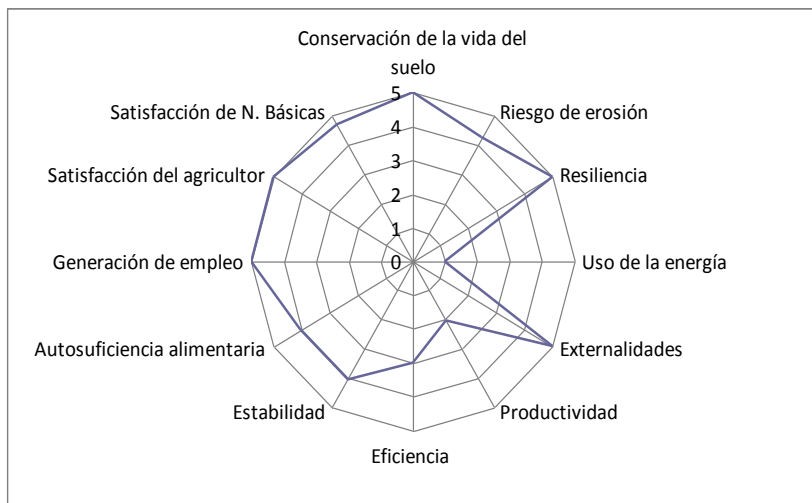 Conservación de la vida del
suelo
Satisfacción de N. Básicas
5
Riesgo de erosión
4
Satisfacción del agricultor
3
Resiliencia
2
1
Generación de empleo
0
Uso de la energía
Autosuficiencia alimentaria
Externalidades
Estabilidad
Productividad
Eficiencia